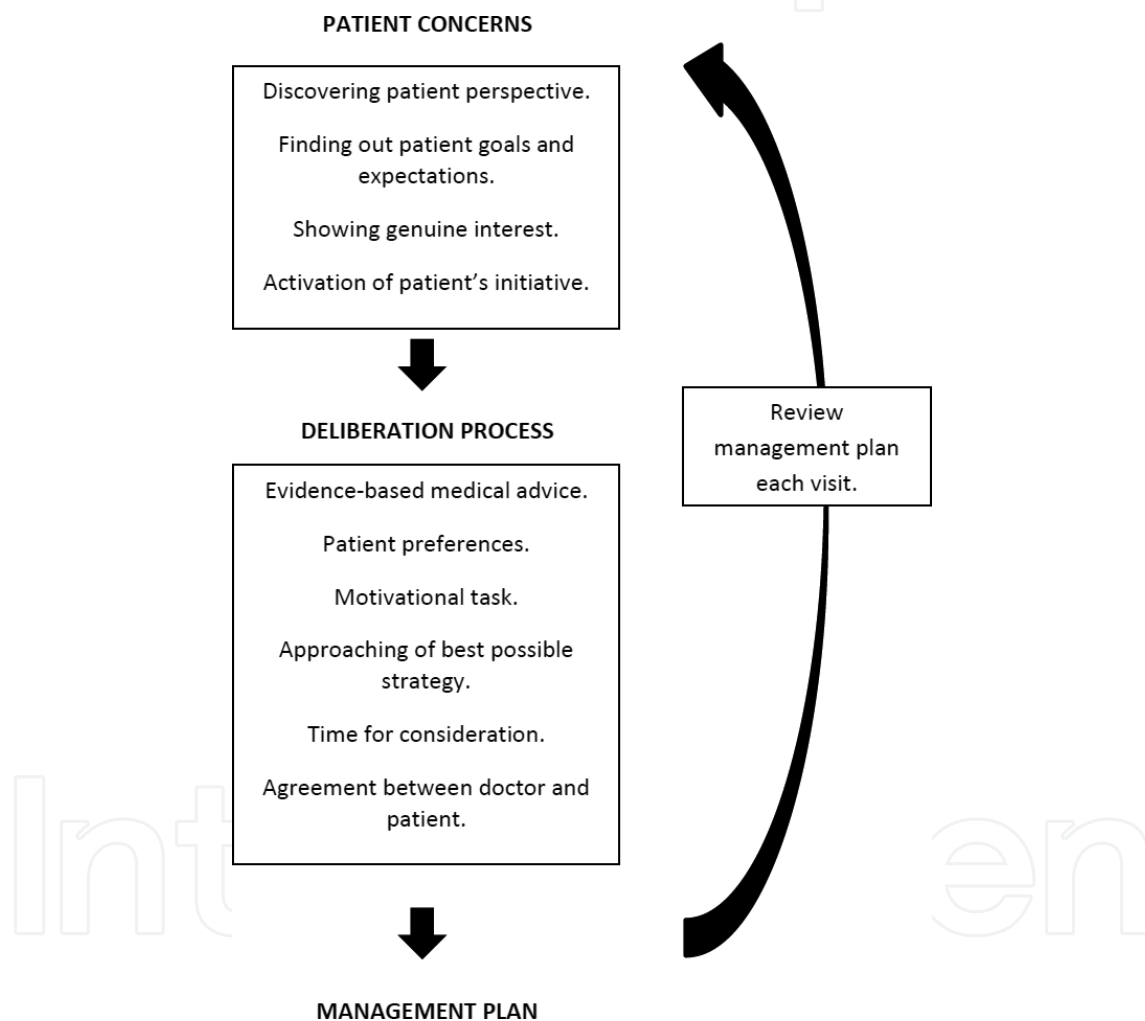 PATIENT CONCERNS
Discovering patient perspective.
Finding out patient goals and
expectations.
Showing genuine interest.
Activation of patient’s initiative.
DELIBERATION PROCESS
Evidence-based medical advice.
Patient preferences.
Motivational task.
Approaching of best possible
strategy.
Time for consideration.
Agreement between doctor and
patient.
Review
management plan
each visit.
MANAGEMENT PLAN
Int
en